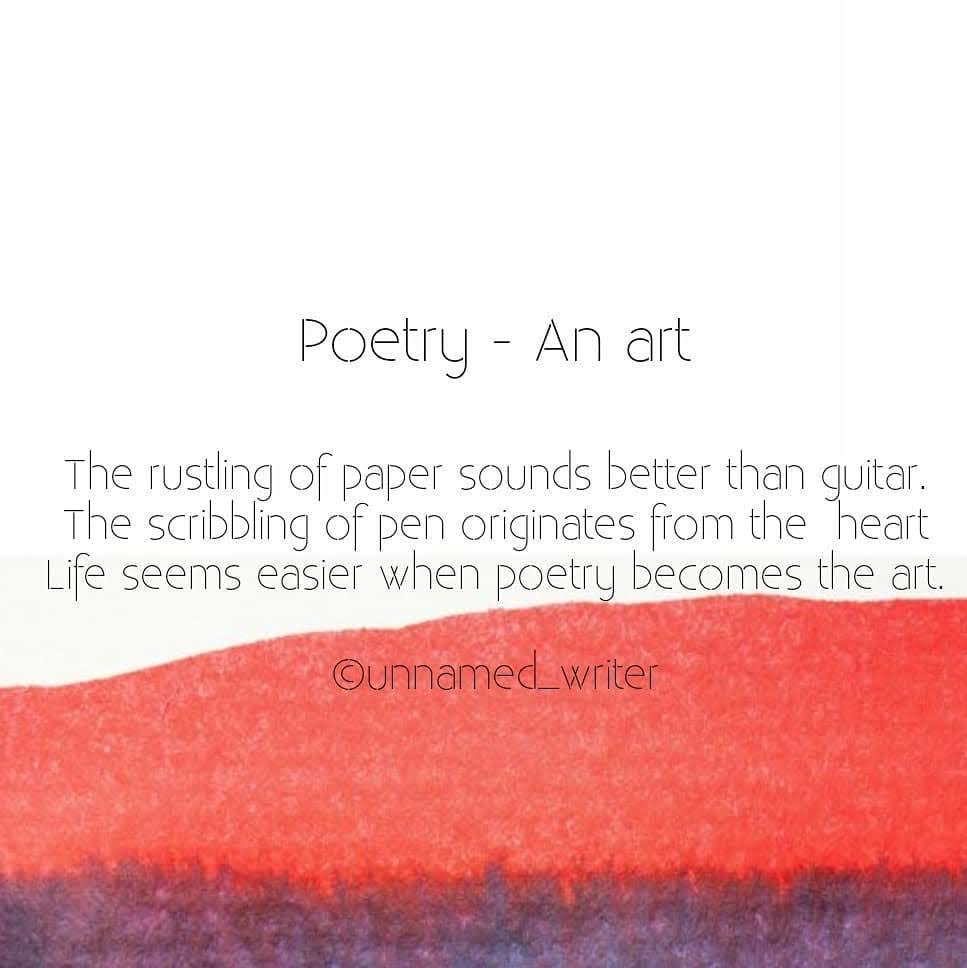 Poetry - An art
The rustling of paper sounds better than guitar.
The scribbling of pen originates from the heart
Life seems easier when poetry becomes the art.
©unnamed_writer